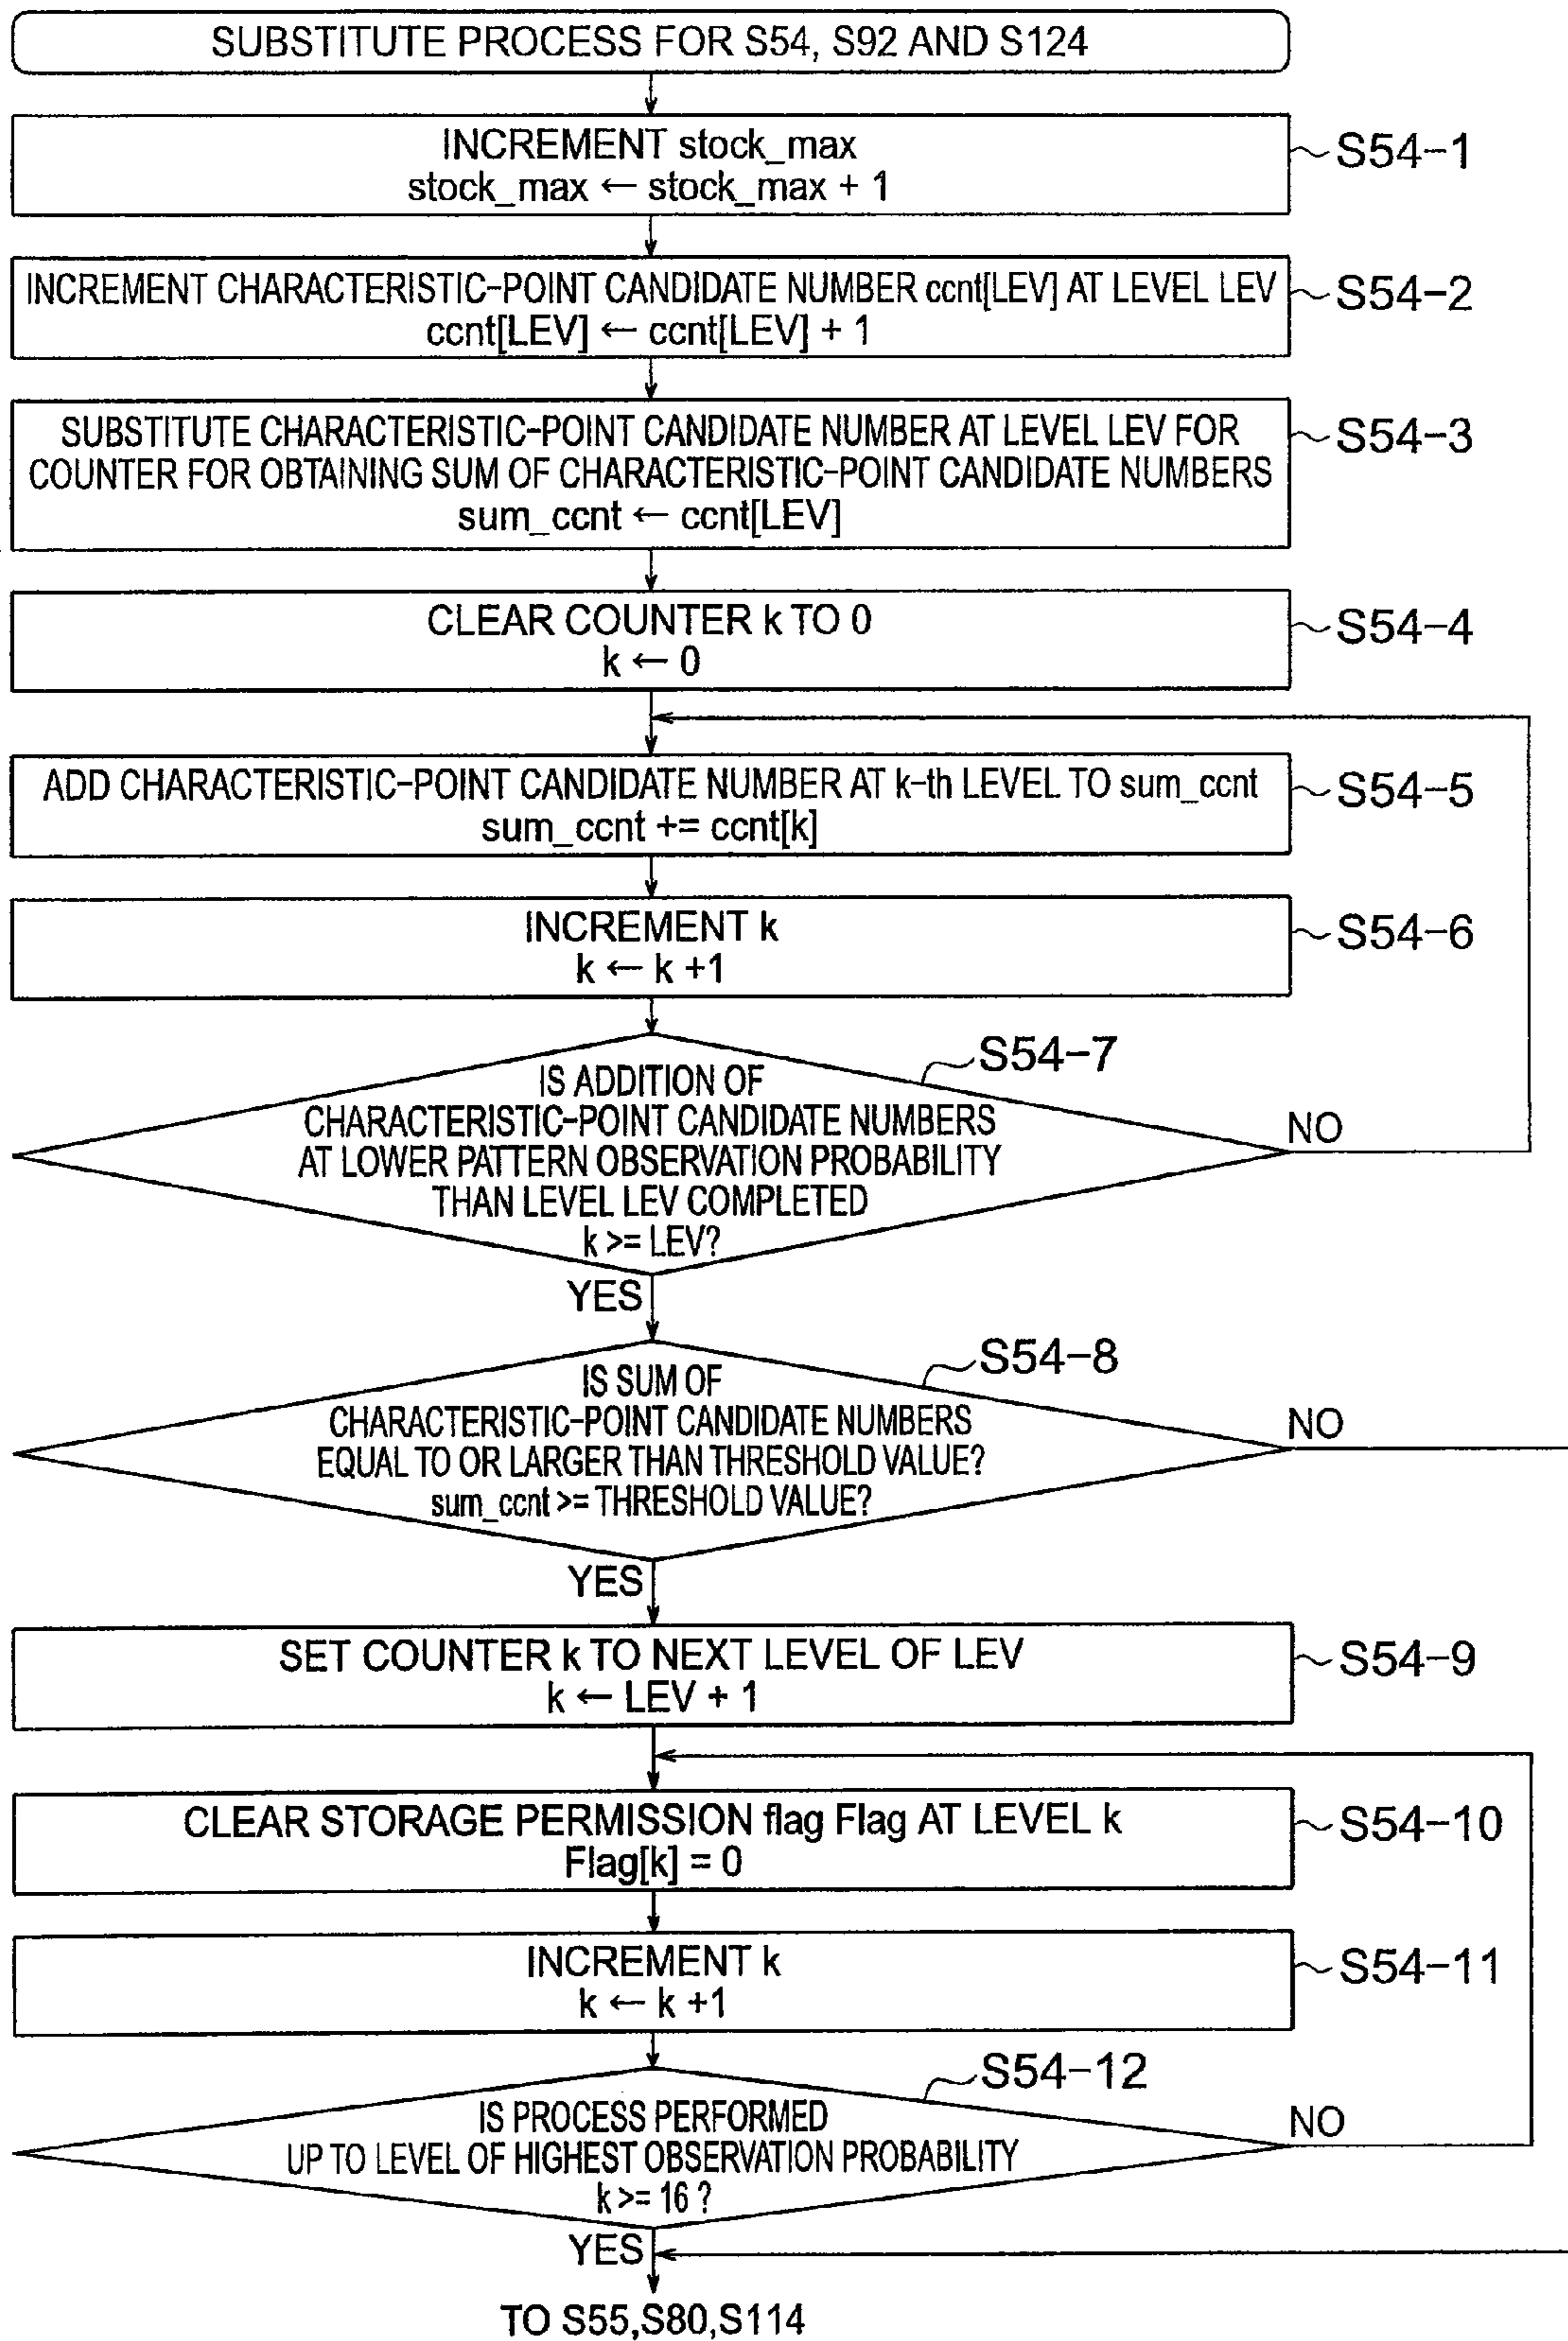 SUBSTITUTE PROCESS FOR S54, S92 AND S124
INCREMENT stock_max
stock_max ← stock_max + 1
S54-1
INCREMENT CHARACTERISTIC-POINT CANDIDATE NUMBER ccnt[LEV] AT LEVEL LEV
ccnt[LEV] ← ccnt[LEV] + 1
S54-2
SUBSTITUTE CHARACTERISTIC-POINT CANDIDATE NUMBER AT LEVEL LEV FOR
COUNTER FOR OBTAINING SUM OF CHARACTERISTIC-POINT CANDIDATE NUMBERS
sum_ccnt ← ccnt[LEV]
S54-3
CLEAR COUNTER k TO 0
k ← 0
S54-4
ADD CHARACTERISTIC-POINT CANDIDATE NUMBER AT k-th LEVEL TO sum_ccnt
sum_ccnt += ccnt[k]
S54-5
INCREMENT k
k ← k +1
S54-6
S54-7
IS ADDITION OF
CHARACTERISTIC-POINT CANDIDATE NUMBERS
AT LOWER PATTERN OBSERVATION PROBABILITY
THAN LEVEL LEV COMPLETED
k >= LEV?
NO
YES
S54-8
IS SUM OF
CHARACTERISTIC-POINT CANDIDATE NUMBERS
EQUAL TO OR LARGER THAN THRESHOLD VALUE?
sum_ccnt >= THRESHOLD VALUE?
NO
YES
SET COUNTER k TO NEXT LEVEL OF LEV
k ← LEV + 1
S54-9
CLEAR STORAGE PERMISSION flag Flag AT LEVEL k
Flag[k] = 0
S54-10
INCREMENT k
k ← k +1
S54-11
S54-12
IS PROCESS PERFORMED
UP TO LEVEL OF HIGHEST OBSERVATION PROBABILITY
k >= 16 ?
NO
YES
TO S55,S80,S114